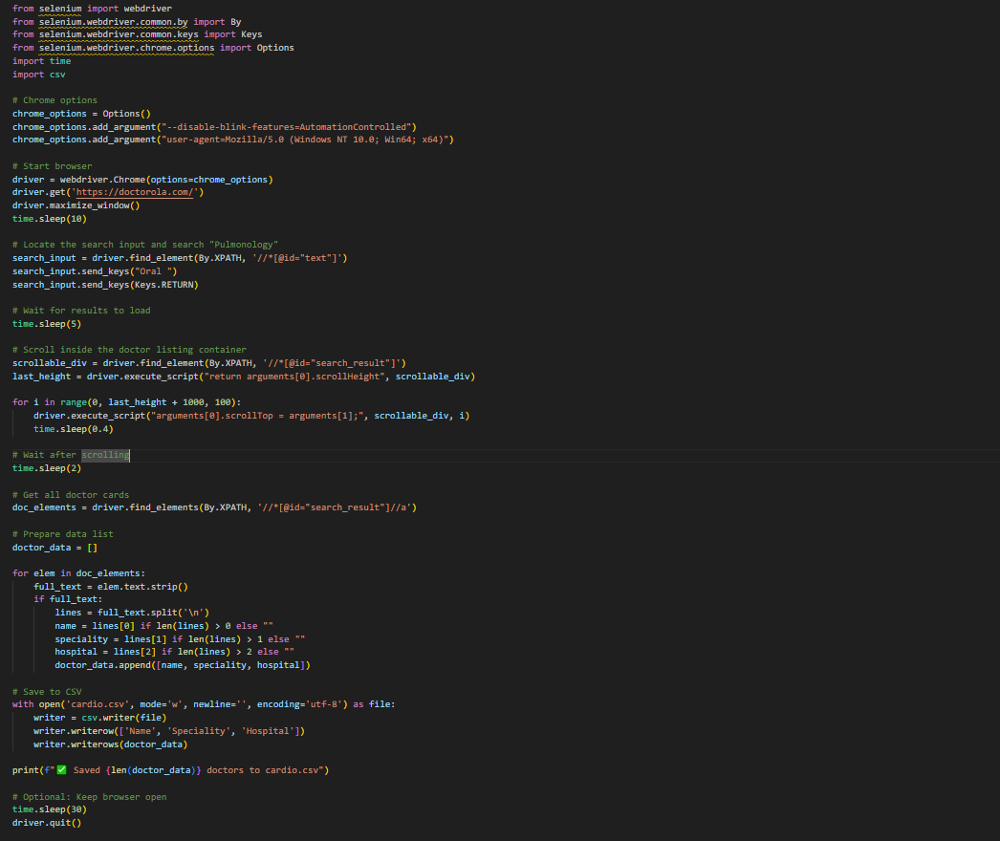 from selenium import webdriver
from selenium.webdriver.common.by import By
from selenium.webdriver.common.keys import Keys
from selenium.webdriver.chrome.options import Options
import time
import csv

# Chrome options
chrome_options = Options()
chrome_options.add_argument("--disable-blink-features=AutomationControlled")
chrome_options.add_argument("user-agent=Mozilla/5.0 (Windows NT 10.0; Win64; x64)")

# Start browser
driver = webdriver.Chrome(options=chrome_options)
driver.get('https://doctorola.com/')
driver.maximize_window()
time.sleep(10)

# Locate the search input and search "Pulmonology"
search_input = driver.find_element(By.XPATH, '//*[@id="text"]')
search_input.send_keys("Oral ")
search_input.send_keys(Keys.RETURN)

# Wait for results to load
time.sleep(5)

# Scroll inside the doctor listing container
scrollable_div = driver.find_element(By.XPATH, '//*[@id="search_result"]')
last_height = driver.execute_script("return arguments[0].scrollHeight", scrollable_div)

for i in range(0, last_height + 1000, 100):
    driver.execute_script("arguments[0].scrollTop = arguments[1];", scrollable_div, i)
    time.sleep(0.4)

# Wait after scrolling
time.sleep(2)

# Get all doctor cards
doc_elements = driver.find_elements(By.XPATH, '//*[@id="search_result"]//a')

# Prepare data list
doctor_data = []

for elem in doc_elements:
    full_text = elem.text.strip()
    if full_text:
        lines = full_text.split('\n')
        name = lines[0] if len(lines) > 0 else ""
        speciality = lines[1] if len(lines) > 1 else ""
        hospital = lines[2] if len(lines) > 2 else ""
        doctor_data.append([name, speciality, hospital])

# Save to CSV
with open('cardio.csv', mode='w', newline='', encoding='utf-8') as file:
    writer = csv.writer(file)
    writer.writerow(['Name', 'Speciality', 'Hospital'])
    writer.writerows(doctor_data)

print(f"✅ Saved {len(doctor_data)} doctors to cardio.csv")

# Optional: Keep browser open
time.sleep(30)
driver.quit()